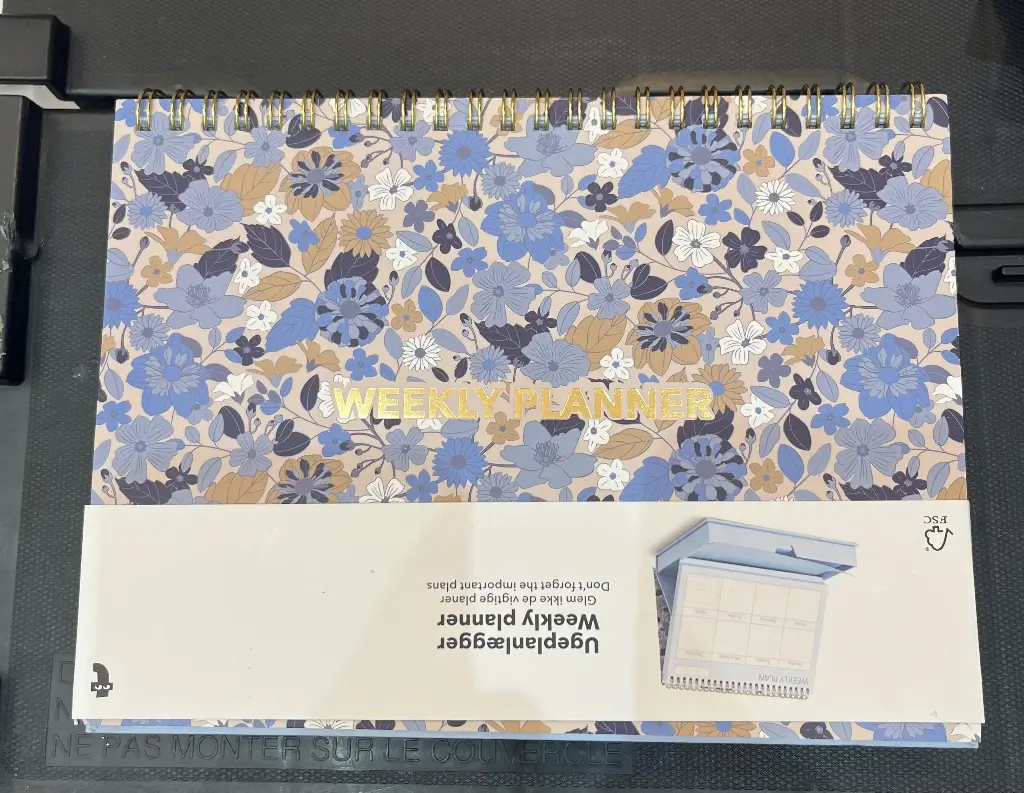 WEEKLY PLANNER
Ugeplanlægger
Weekly planner
Glem ikke de vigtige planer
Don't forget the important plans
FSC
WEEKLY PLAN
NE PAS MONTER SUR LE COUVERCLE